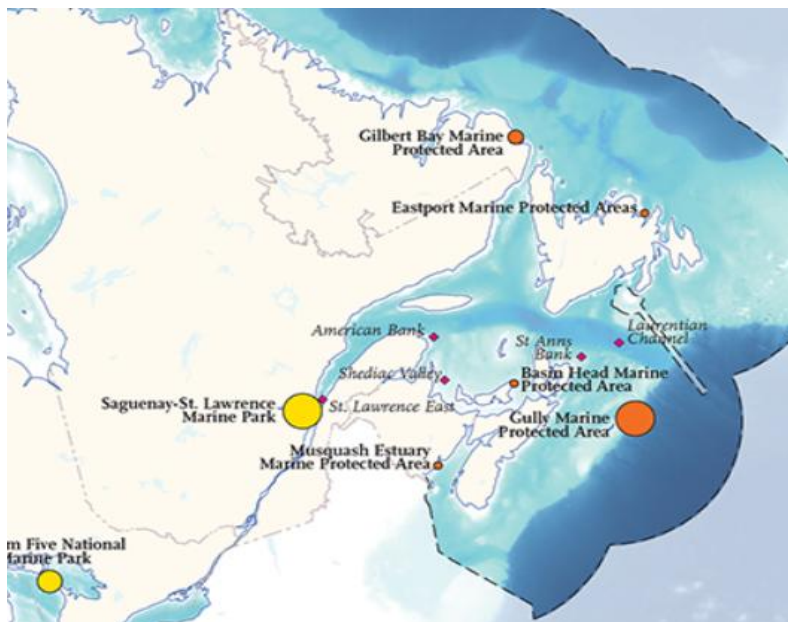 Gilbert Bay Marine
Protected Area
Eastport Marine Protected Areas
American Bank
Laurentian
Channel
St Anns
Bank
Shediac Valley
Basin Head Marine
Protected Area
Saguenay-St. Lawrence
Marine Park
St. Lawrence East
Gully Marine
Protected Area
Musquash Estuary
Marine Protected Area
m Five National
Marine Park